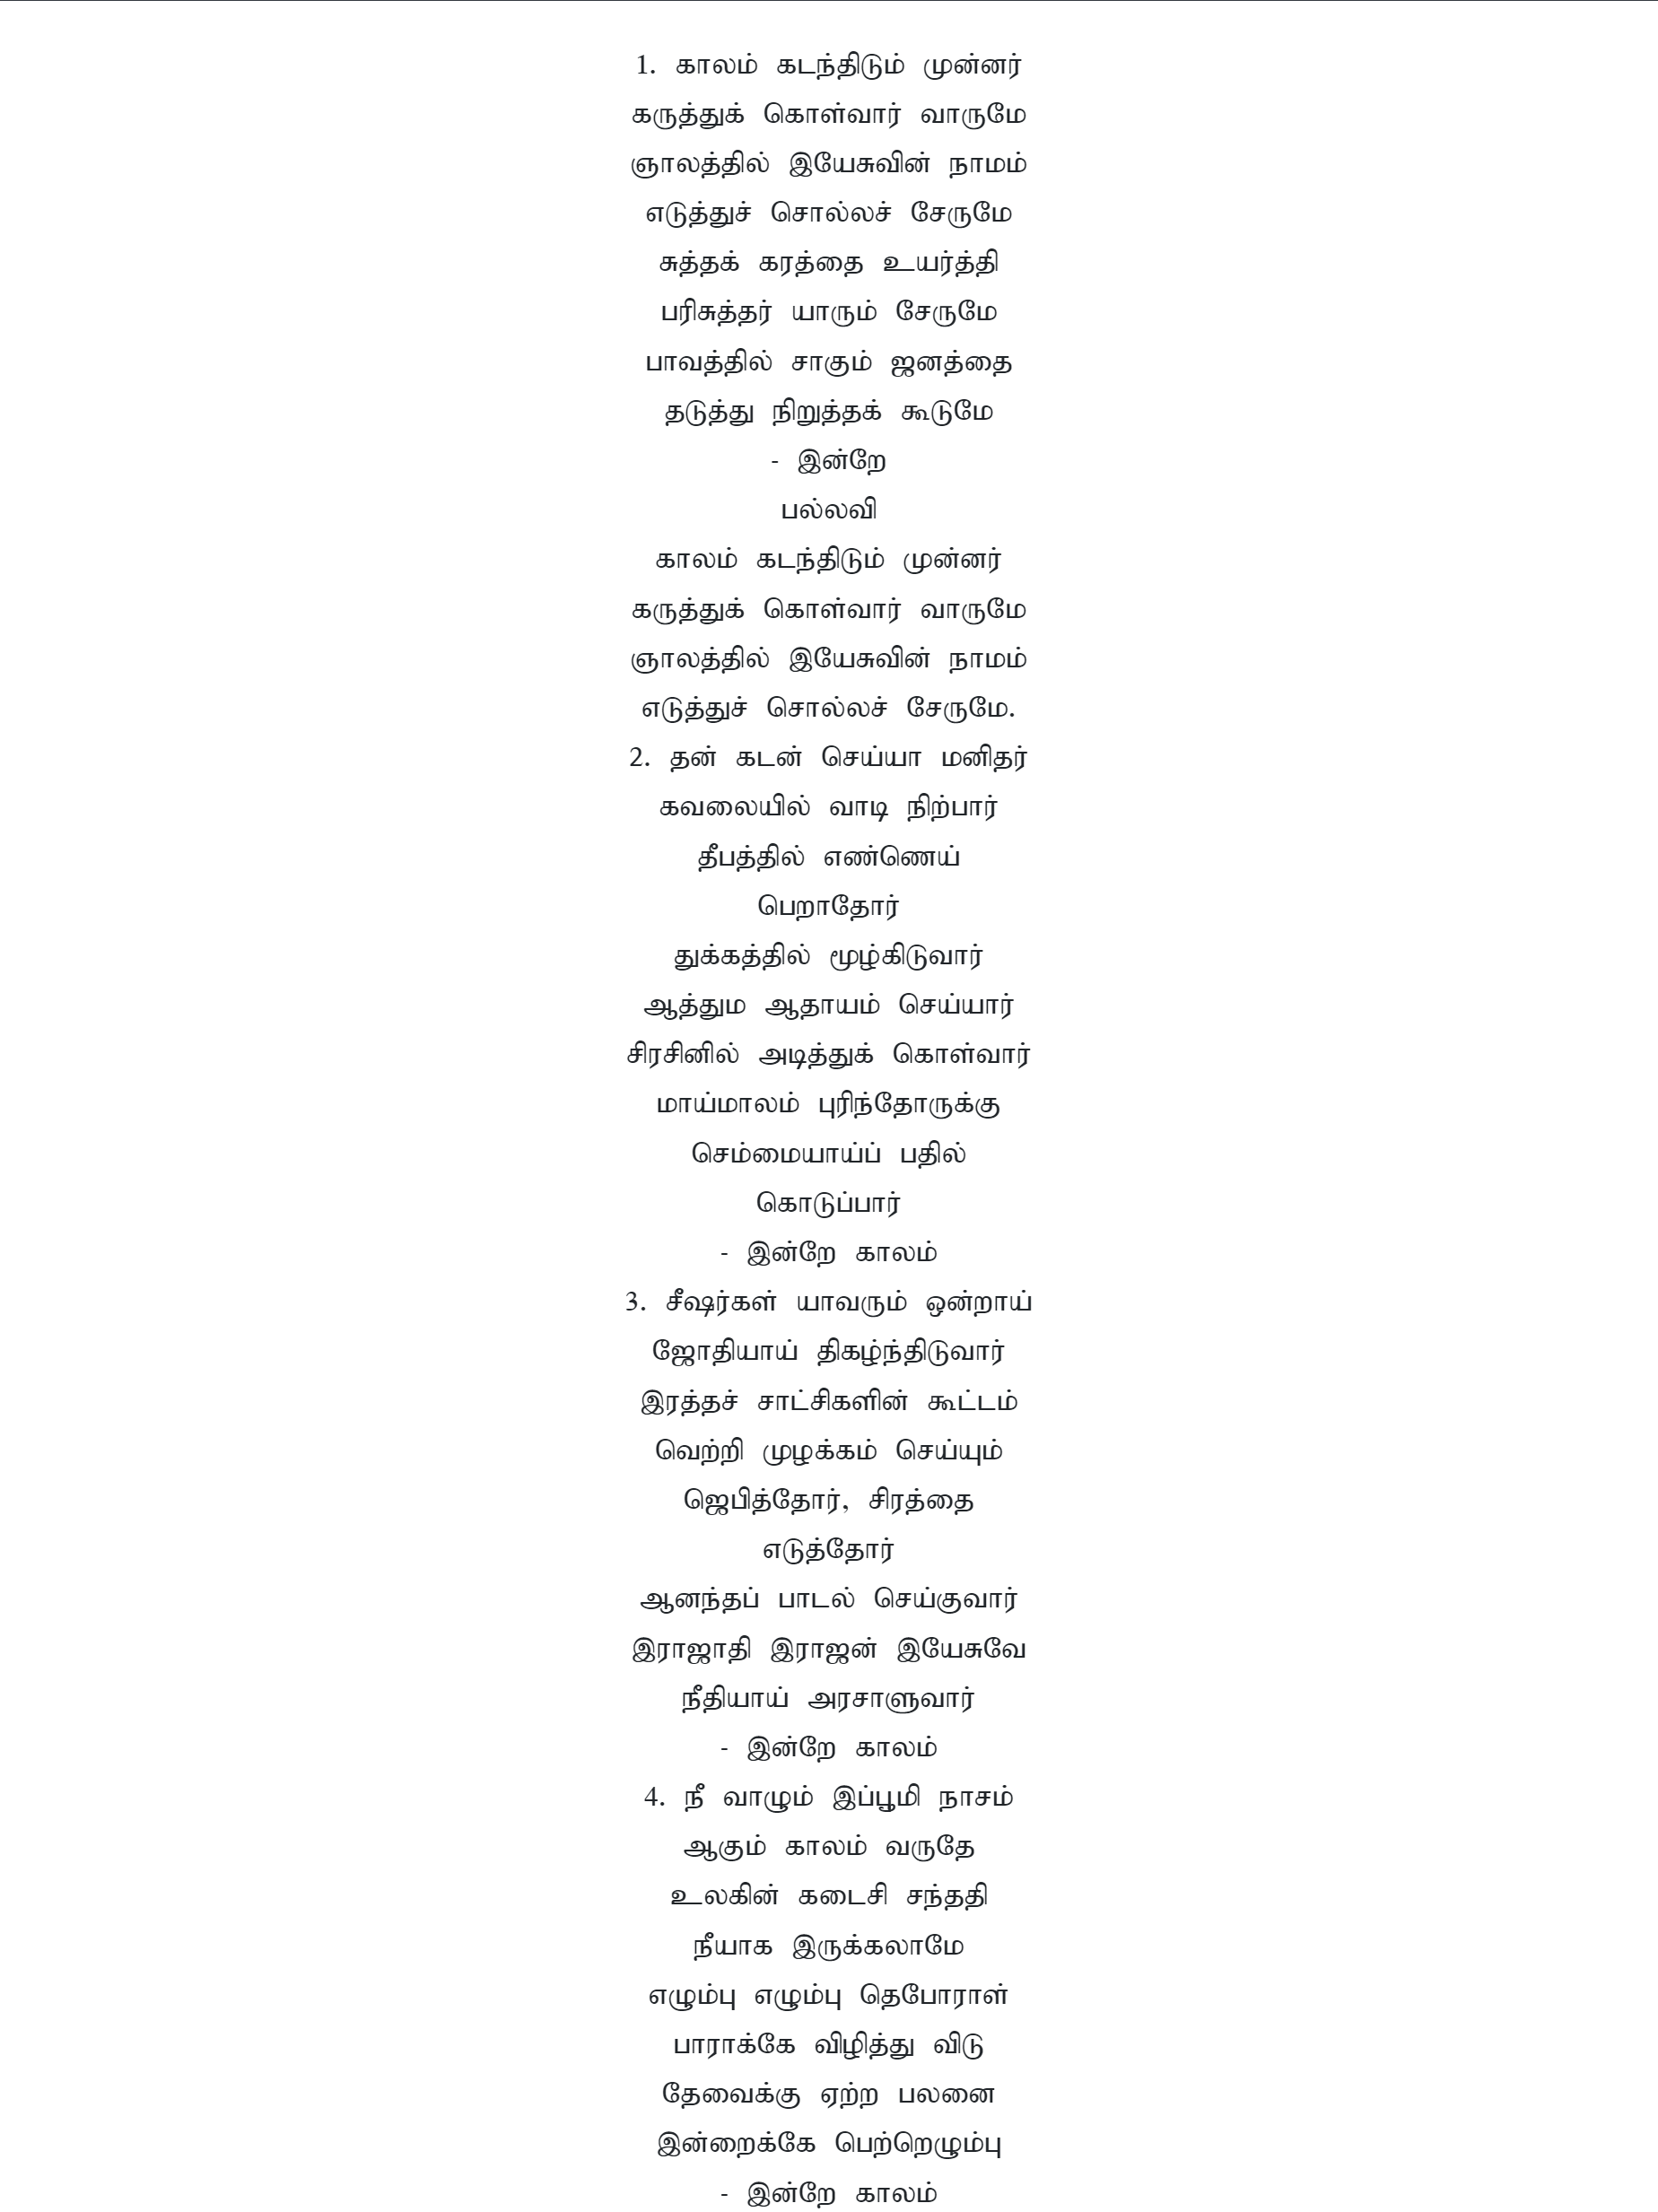 1. காலம் கடந்திடும் முன்னர்
கருத்துக் கொள்வார் வாருமே
ஞாலத்தில் இயேசுவின் நாமம்
எடுத்துச் சொல்லச் சேருமே
சுத்தக் கரத்தை உயர்த்தி
பரிசுத்தர் யாரும் சேருமே
பாவத்தில் சாகும் ஜனத்தை
தடுத்து நிறுத்தக் கூடுமே
- இன்றே
பல்லவி
காலம் கடந்திடும் முன்னர்
கருத்துக் கொள்வார் வாருமே
ஞாலத்தில் இயேசுவின் நாமம்
எடுத்துச் சொல்லச் சேருமே.
2. தன் கடன் செய்யா மனிதர்
கவலையில் வாடி நிற்பார்
தீபத்தில் எண்ணெய்
பெறாதோர்
துக்கத்தில் மூழ்கிடுவார்
ஆத்தும ஆதாயம் செய்யார்
சிரசினில் அடித்துக் கொள்வார்
மாய்மாலம் புரிந்தோருக்கு
செம்மையாய்ப் பதில்
கொடுப்பார்
- இன்றே காலம்
3. சீஷர்கள் யாவரும் ஒன்றாய்
ஜோதியாய் திகழ்ந்திடுவார்
இரத்தச் சாட்சிகளின் கூட்டம்
வெற்றி முழக்கம் செய்யும்
ஜெபித்தோர், சிரத்தை
எடுத்தோர்
ஆனந்தப் பாடல் செய்குவார்
இராஜாதி இராஜன் இயேசுவே
நீதியாய் அரசாளுவார்
- இன்றே காலம்
4. நீ வாழும் இப்பூமி நாசம்
ஆகும் காலம் வருதே
உலகின் கடைசி சந்ததி
நீயாக இருக்கலாமே
எழும்பு எழும்பு தெபோராள்
பாராக்கே விழித்து விடு
தேவைக்கு ஏற்ற பலனை
இன்றைக்கே பெற்றெழும்பு
- இன்றே காலம்